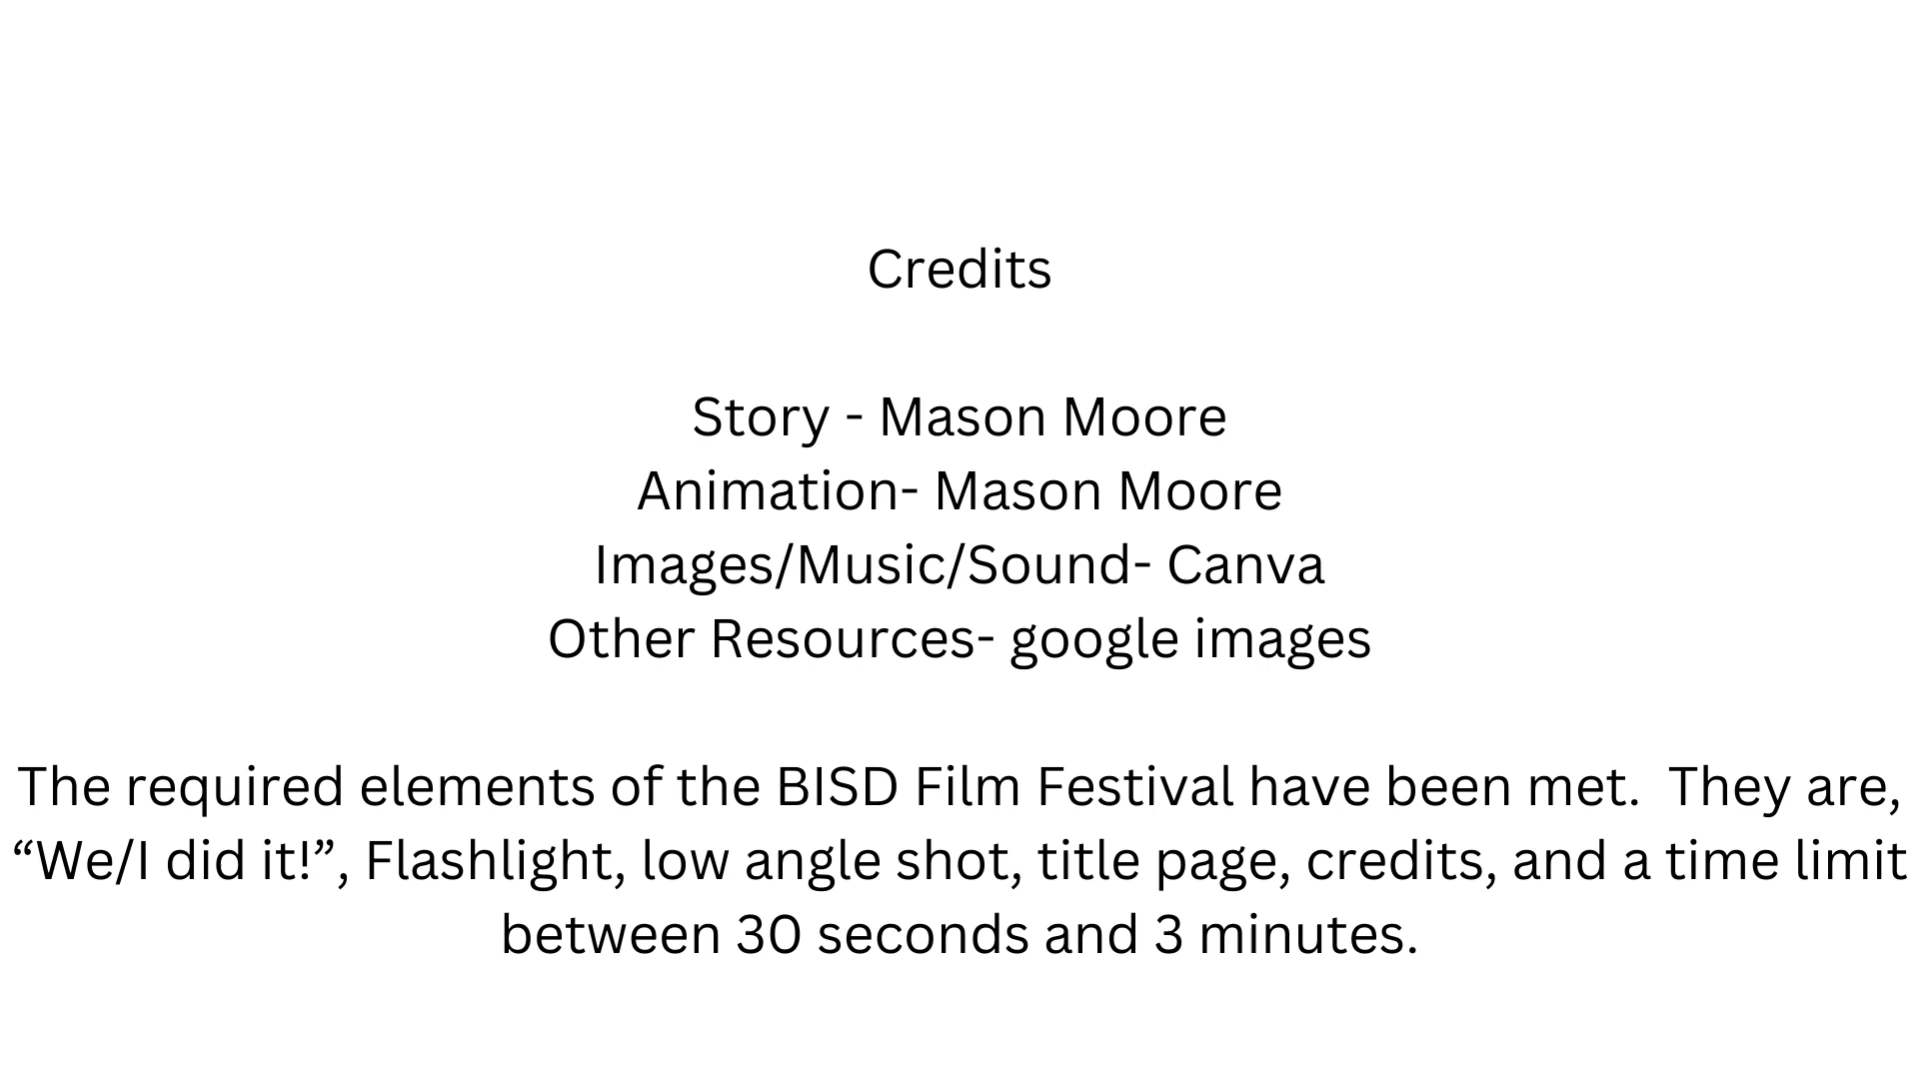 Credits
Story - Mason Moore
Animation- Mason Moore
Images/Music/Sound- Canva
Other Resources- google images
The required elements of the BISD Film Festival have been met.  They are,
“We/I did it!”, Flashlight, low angle shot, title page, credits, and a time limit
between 30 seconds and 3 minutes.